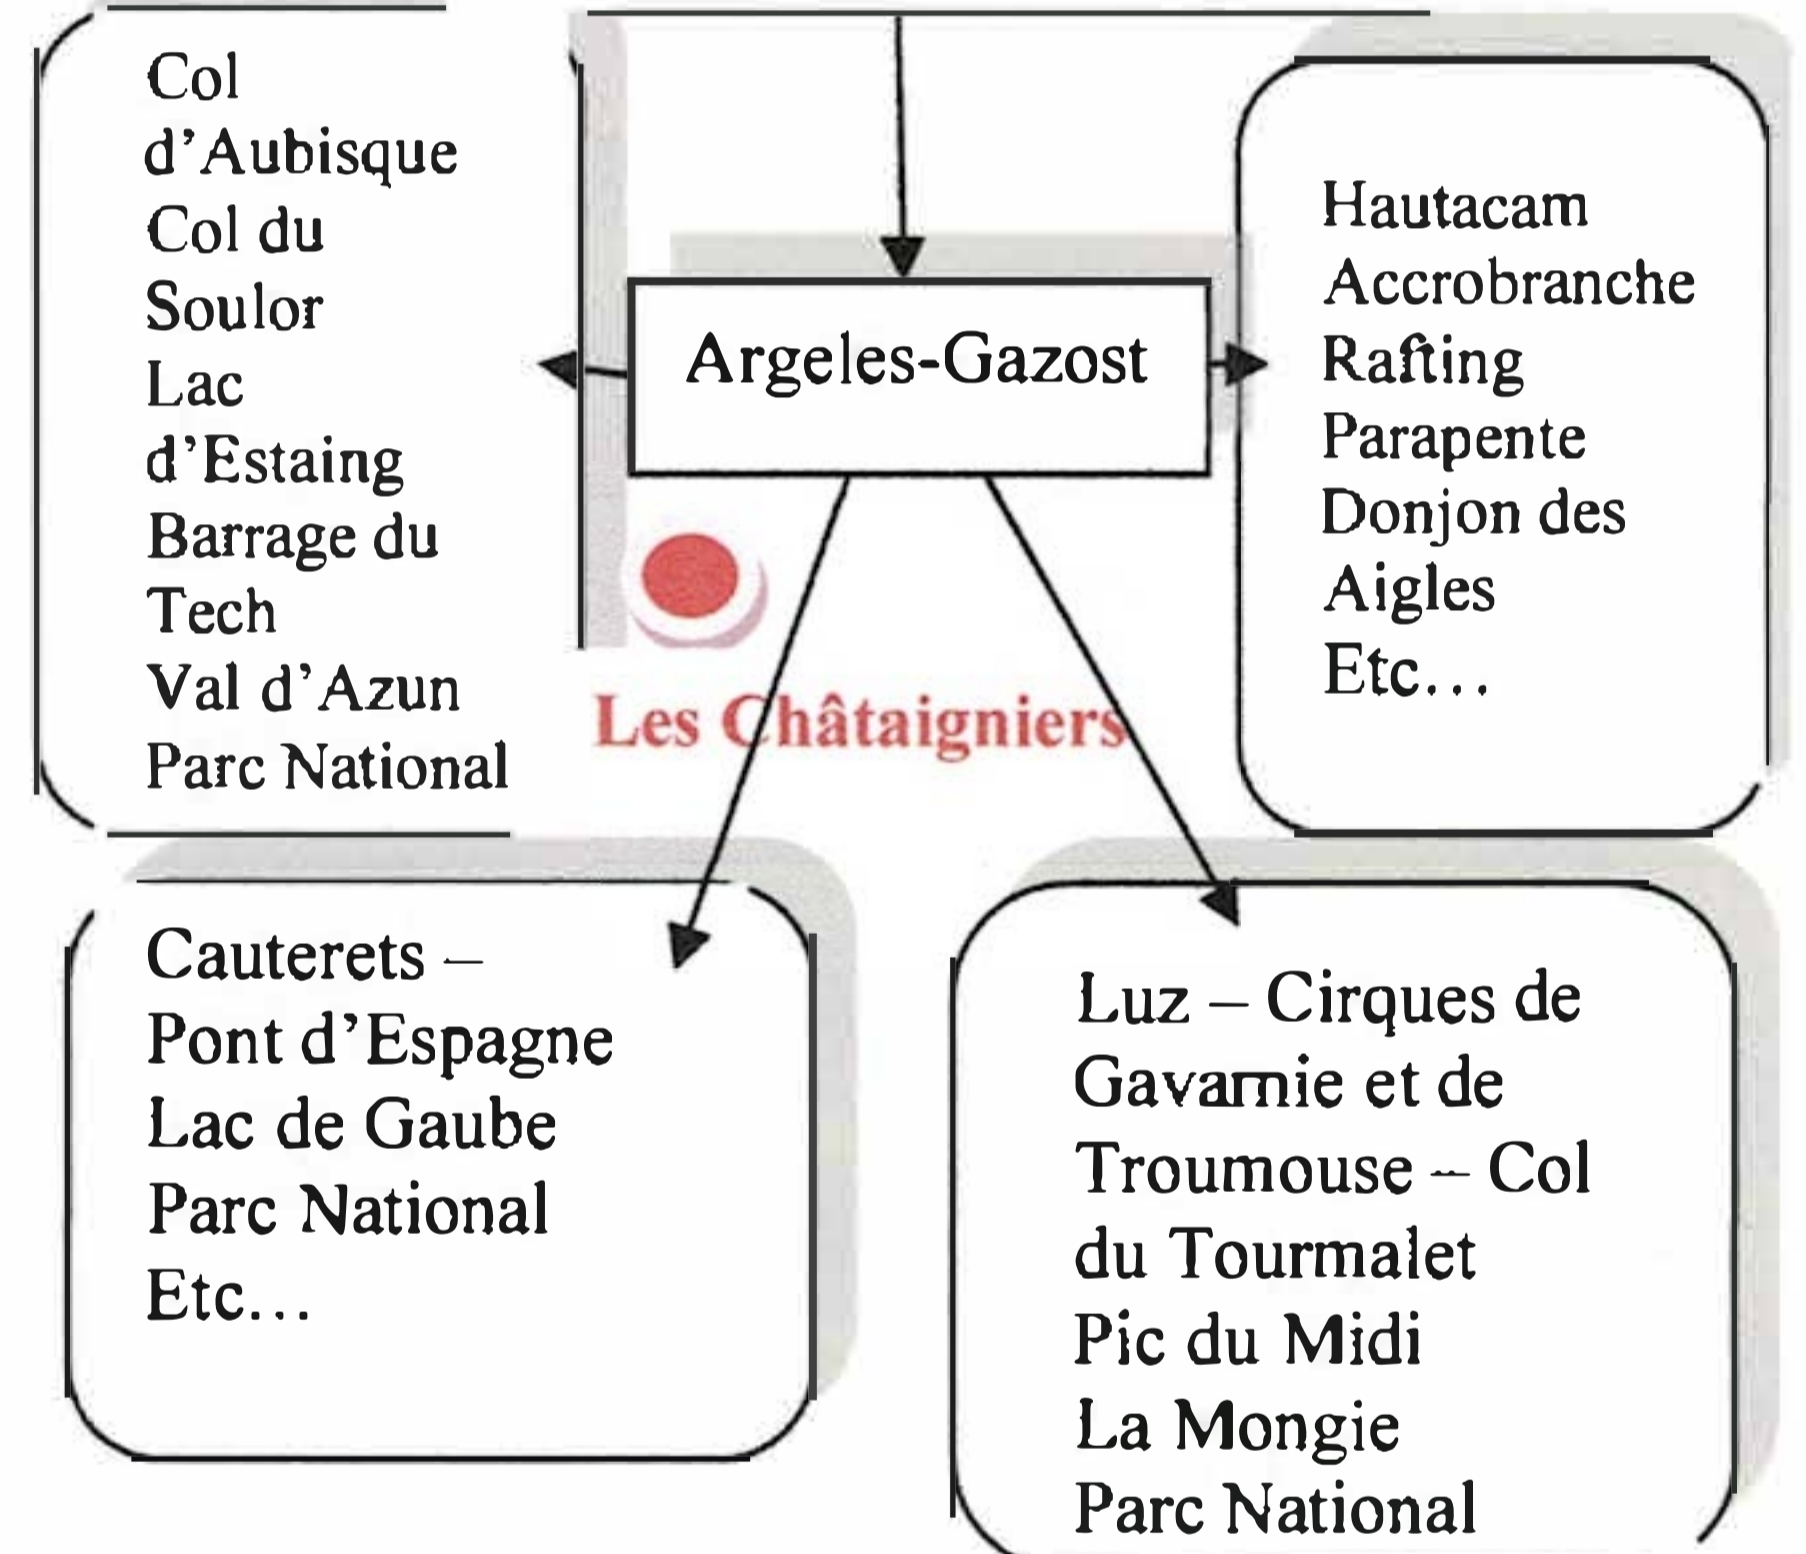 Col
d’Aubisque
Col du
Soulor
Lac
d’Estaing
Barrage du
Tech
Val d’Azun
Parc National
Argeles-Gazost
Hautacam
Accrobranche
Rafting
Parapente
Donjon des
Aigles
Etc…
Les Châtaigniers
Cauterets –
Pont d’Espagne
Lac de Gaube
Parc National
Etc…
Luz – Cirques de
Gavarnie et de
Troumouse – Col
du Tourmalet
Pic du Midi
La Mongie
Parc National